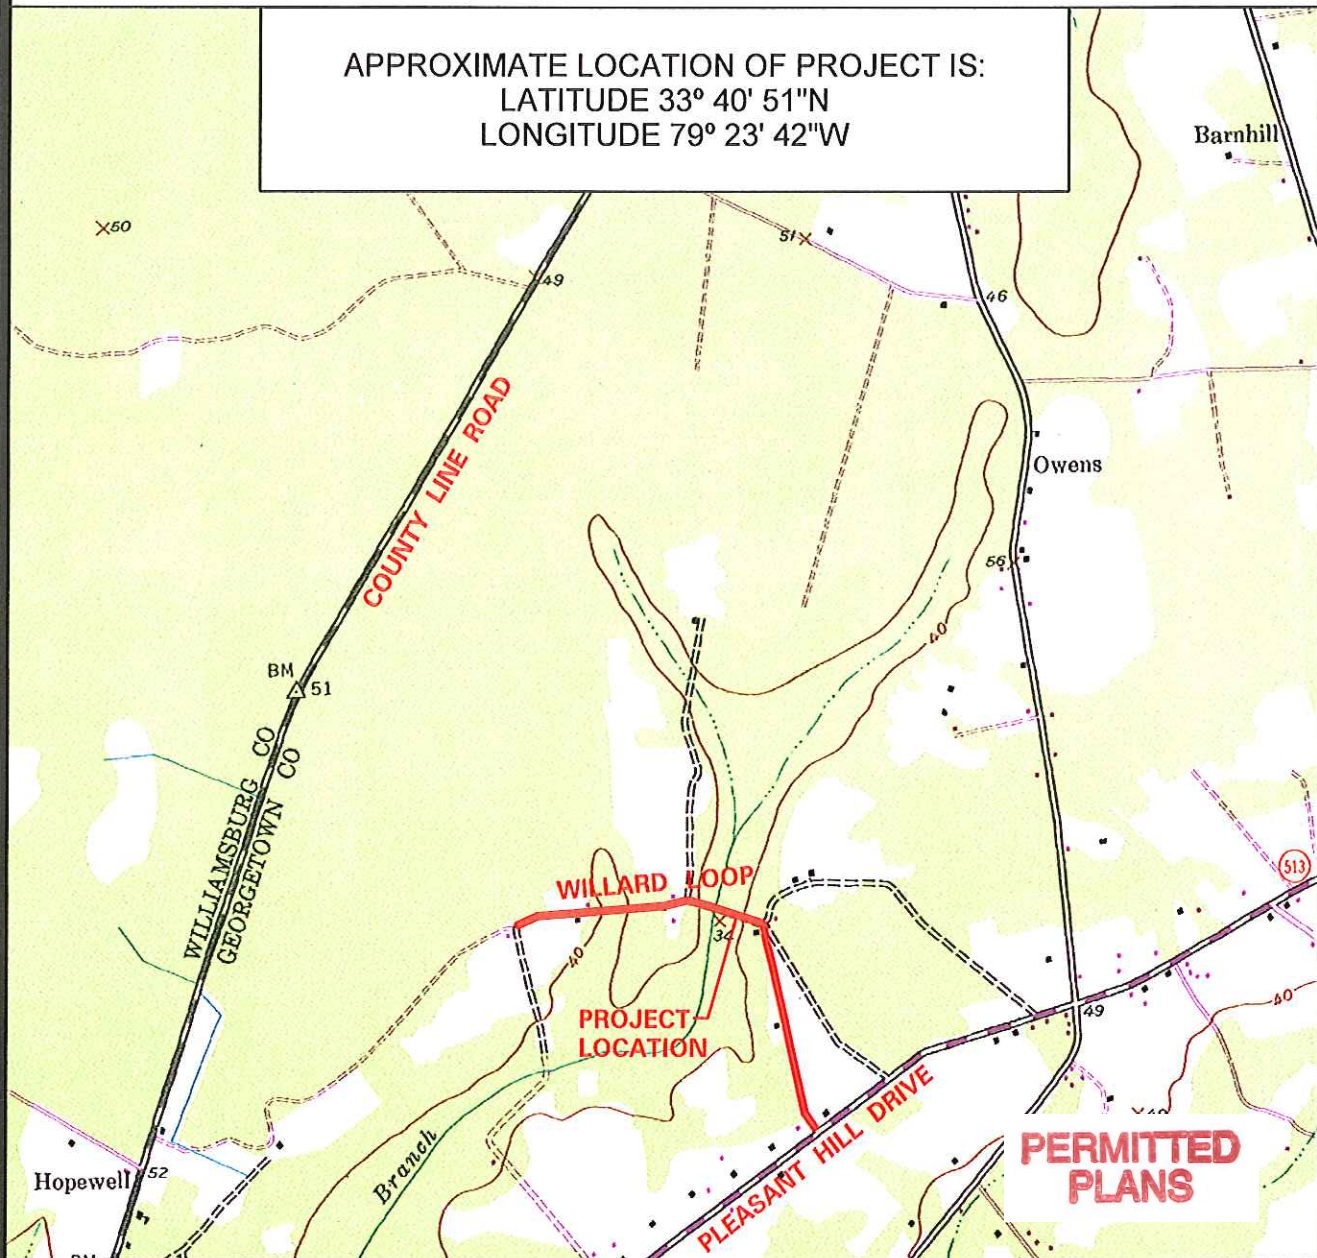 APPROXIMATE LOCATION OF PROJECT IS:
LATITUDE 33º 40' 51"N
LONGITUDE 79º 23' 42"W
Barnhill
50
51
49
46
COUNTY LINE ROAD
Owens
56
40
BM
51
WILLIAMSBURG CO
GEORGETOWN CO
513
WILLARD LOOP
34
40
PROJECT
LOCATION
40
49
PLEASANT HILL DRIVE
Branch
PERMITTED
PLANS
Hopewell
52